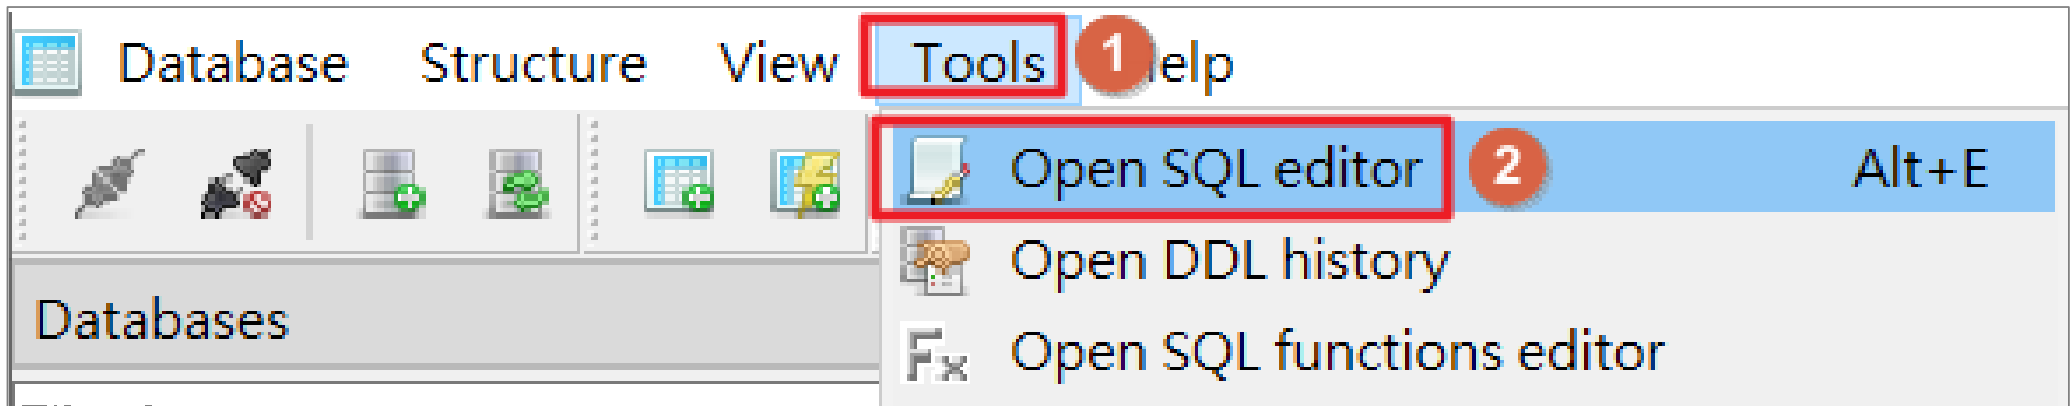 Database Structure View Tools 1 elp
Open SQL editor 2 Alt+E
Open DDL history
Databases
Fx Open SQL functions editor